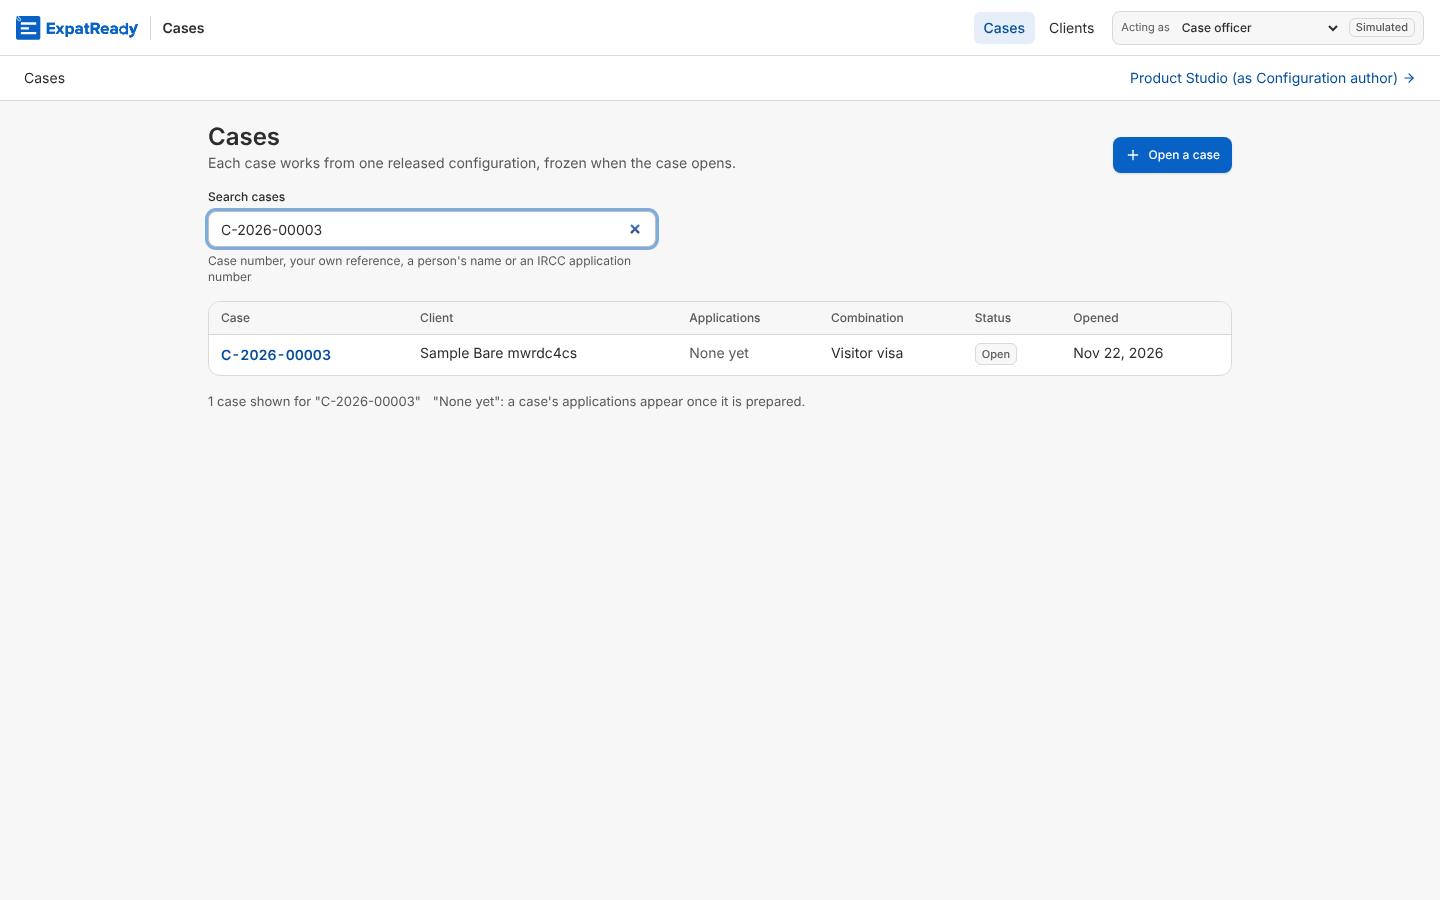 ExpatReady Cases Cases Clients Acting as Case officer Simulated
Cases Product Studio (as Configuration author) →
Cases
Each case works from one released configuration, frozen when the case opens.
+ Open a case
Search cases
C-2026-00003
Case number, your own reference, a person's name or an IRCC application
number
Case Client Applications Combination Status Opened
C-2026-00003 Sample Bare mwrdc4cs None yet Visitor visa Open Nov 22, 2026
1 case shown for "C-2026-00003" "None yet": a case's applications appear once it is prepared.